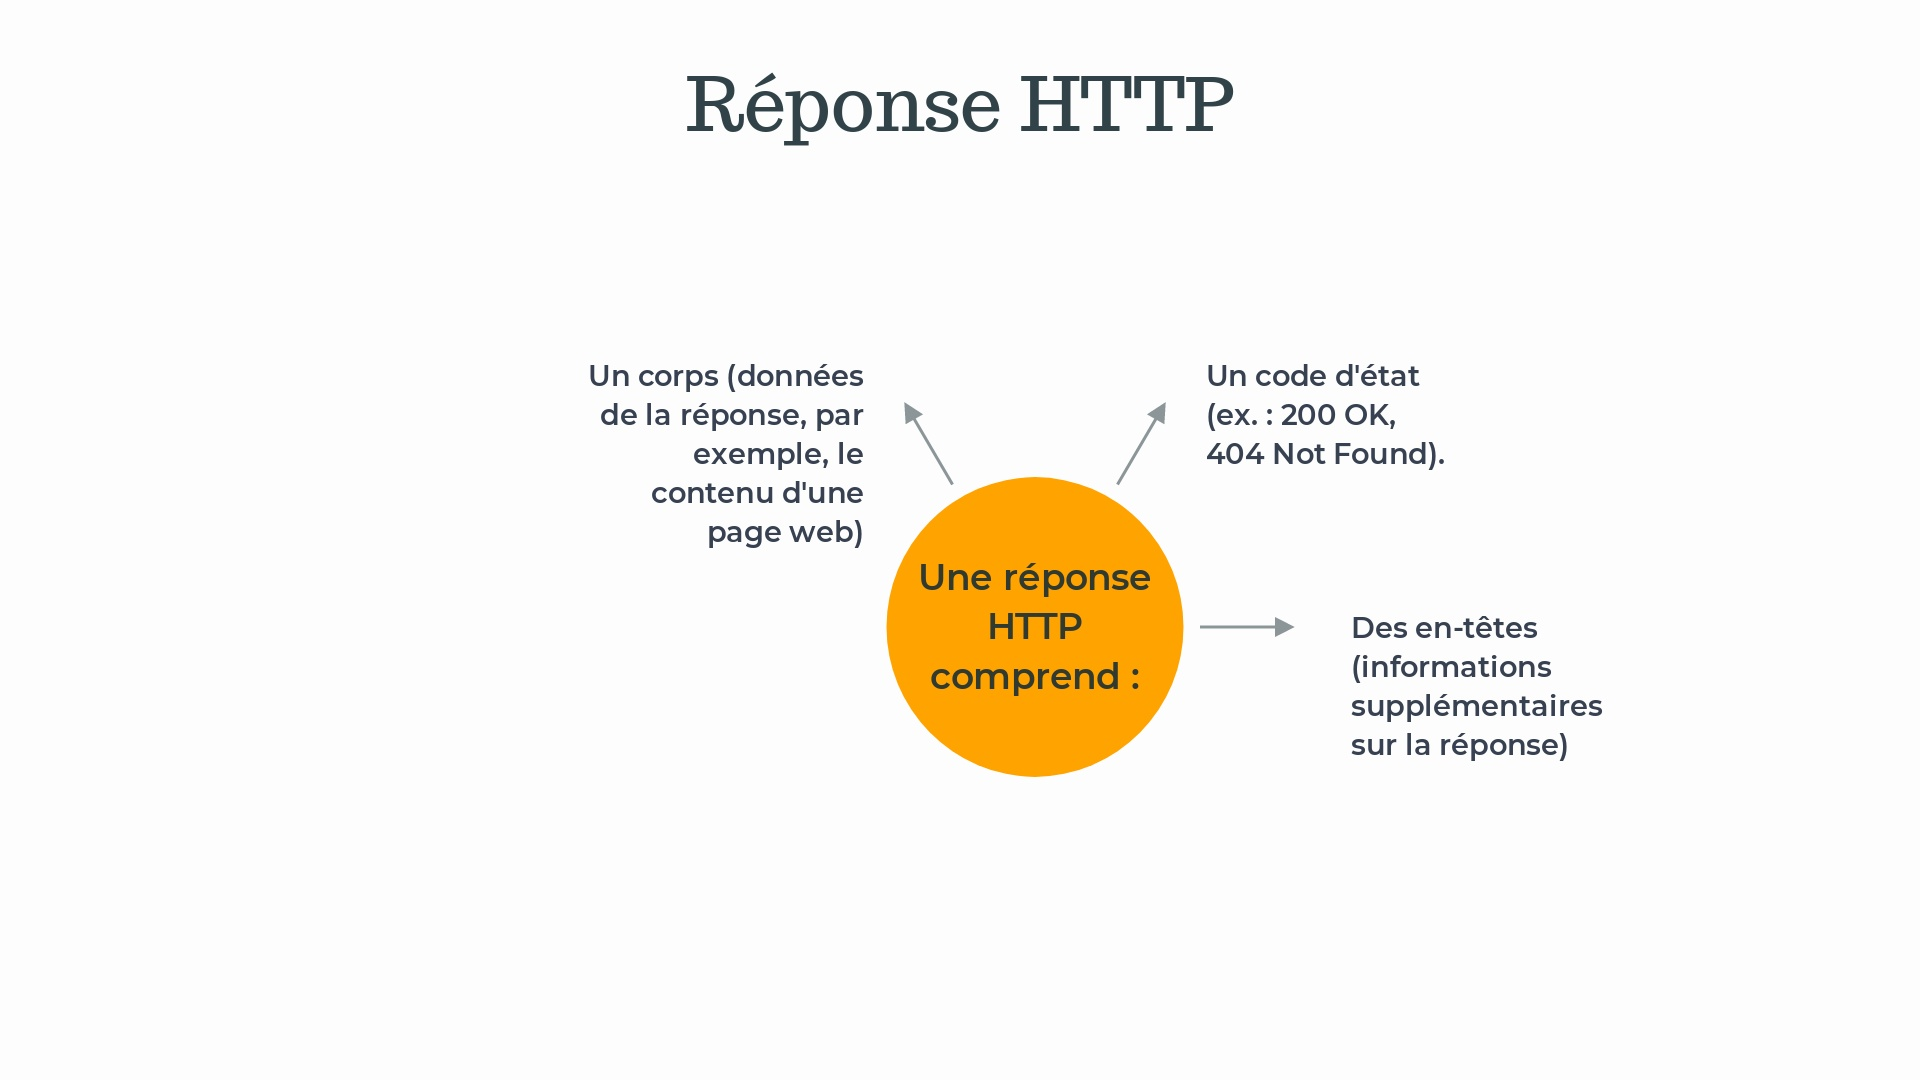 Réponse HTTP
Un corps (données
de la réponse, par
exemple, le
contenu d'une
page web)
Un code d'état
(ex. : 200 OK,
404 Not Found).
Une réponse
HTTP
comprend :
Des en-têtes
(informations
supplémentaires
sur la réponse)